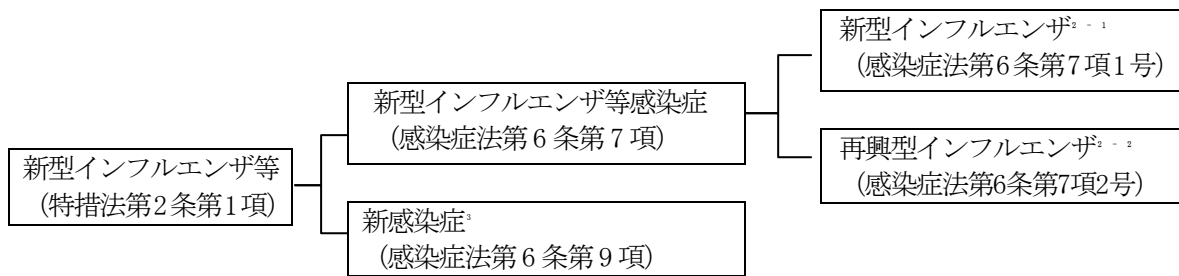 新型インフルエンザ等
(特措法第2条第1項)
新型インフルエンザ等感染症
(感染症法第6条第7項)
新感染症³
(感染症法第6条第9項)
新型インフルエンザ²⁻¹
(感染症法第6条第7項1号)
再興型インフルエンザ²⁻²
(感染症法第6条第7項2号)